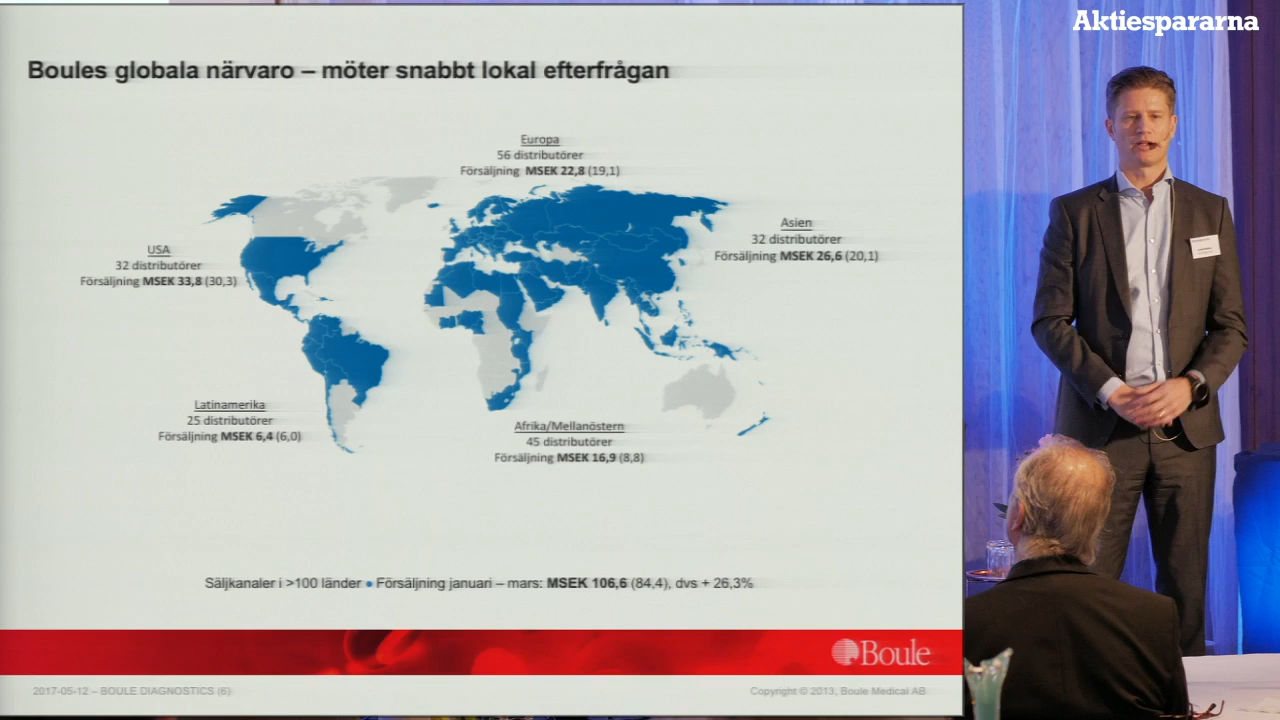 Aktiespararna
Boules globala närvaro – möter snabbt lokal efterfrågan
Europa
56 distributörer
Försäljning MSEK 22,8 (19,1)
Asien
32 distributörer
Försäljning MSEK 26,6 (20,1)
USA
32 distributörer
Försäljning MSEK 33,8 (30,3)
Latinamerika
25 distributörer
Försäljning MSEK 6,4 (6,0)
Afrika/Mellanöstern
45 distributörer
Försäljning MSEK 16,9 (8,8)
Säljkanaler i >100 länder • Försäljning januari – mars: MSEK 106,6 (84,4), dvs + 26,3%
Boule
2017-05-12 – BOULE DIAGNOSTICS (6)
Copyright © 2013, Boule Medical AB